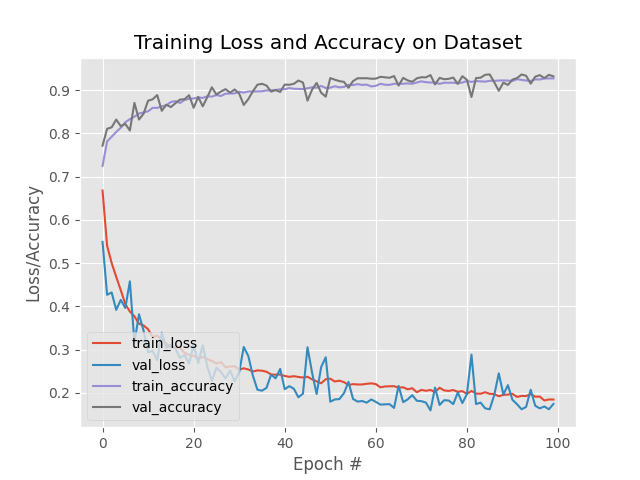 Training Loss and Accuracy on Dataset
Loss/Accuracy
0.9
0.8
0.7
0.6
0.5
0.4
0.3
0.2
train_loss
val_loss
train_accuracy
val_accuracy
0 20 40 60 80 100
Epoch #